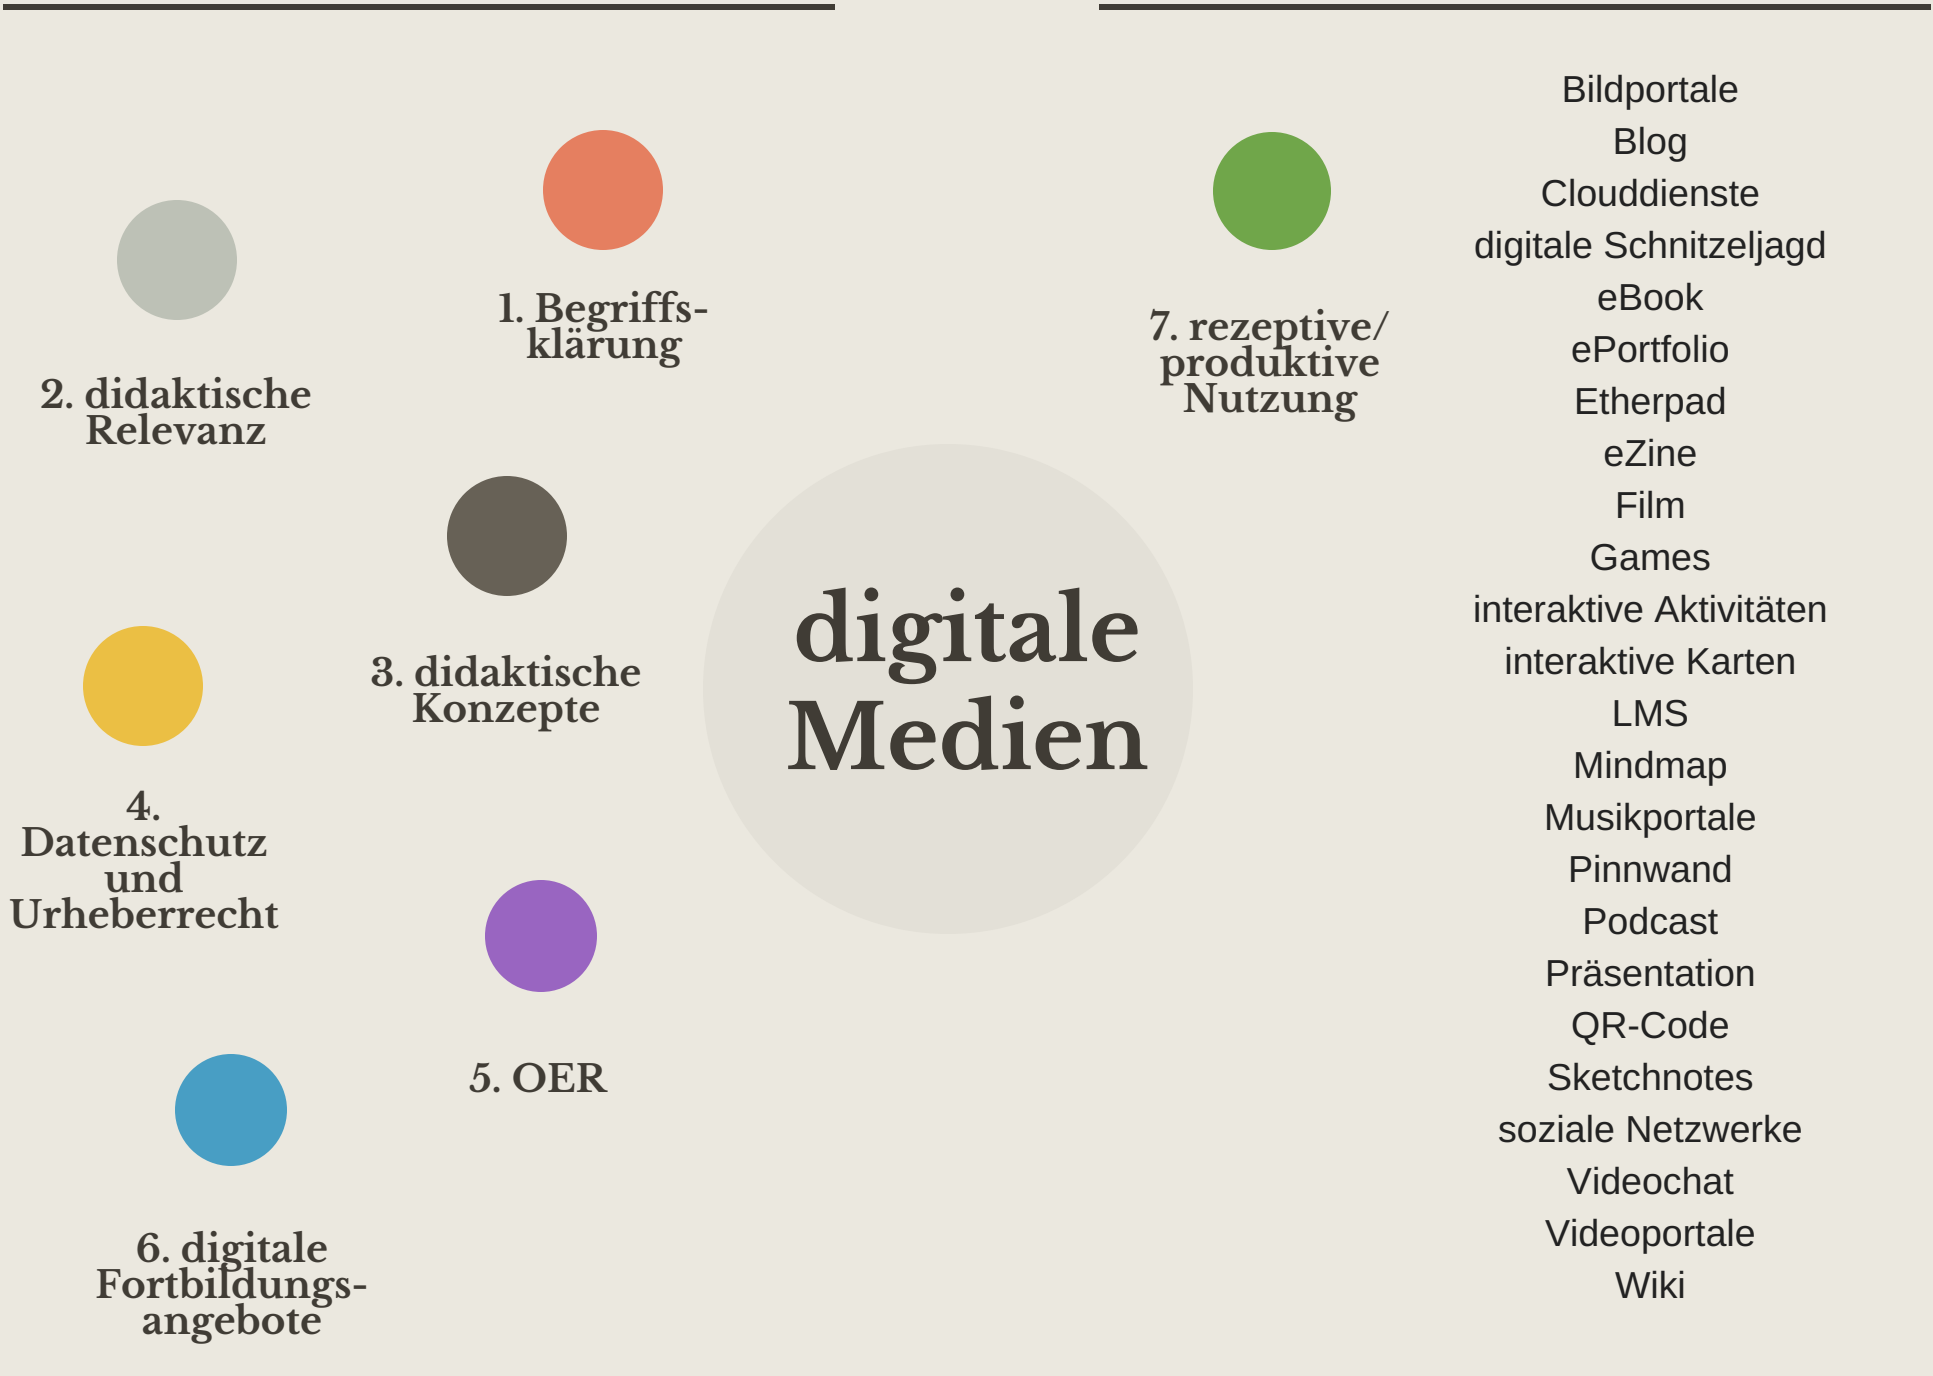 digitale
Medien
1. Begriffs-
klärung
2. didaktische
Relevanz
3. didaktische
Konzepte
4.
Datenschutz
und
Urheberrecht
5. OER
6. digitale
Fortbildungs-
angebote
7. rezeptive/
produktive
Nutzung
Bildportale
Blog
Clouddienste
digitale Schnitzeljagd
eBook
ePortfolio
Etherpad
eZine
Film
Games
interaktive Aktivitäten
interaktive Karten
LMS
Mindmap
Musikportale
Pinnwand
Podcast
Präsentation
QR-Code
Sketchnotes
soziale Netzwerke
Videochat
Videoportale
Wiki